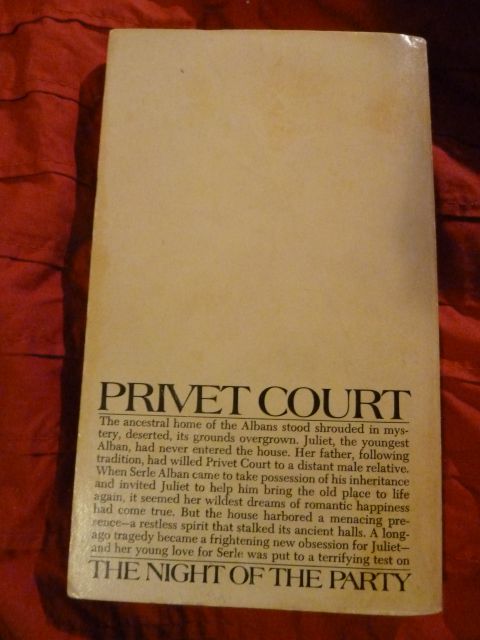 PRIVET COURT
The ancestral home of the Albans stood shrouded in mys-
tery, deserted, its grounds overgrown. Juliet, the youngest
Alban, had never entered the house. Her father, following
tradition, had willed Privet Court to a distant male relative.
When Serle Alban came to take possession of his inheritance
and invited Juliet to help him bring the old place to life
again, it seemed her wildest dreams of romantic happiness
had come true. But the house harbored a menacing pre-
sence—a restless spirit that stalked its ancient halls. A long-
ago tragedy became a frightening new obsession for Juliet—
and her young love for Serle was put to a terrifying test on
THE NIGHT OF THE PARTY